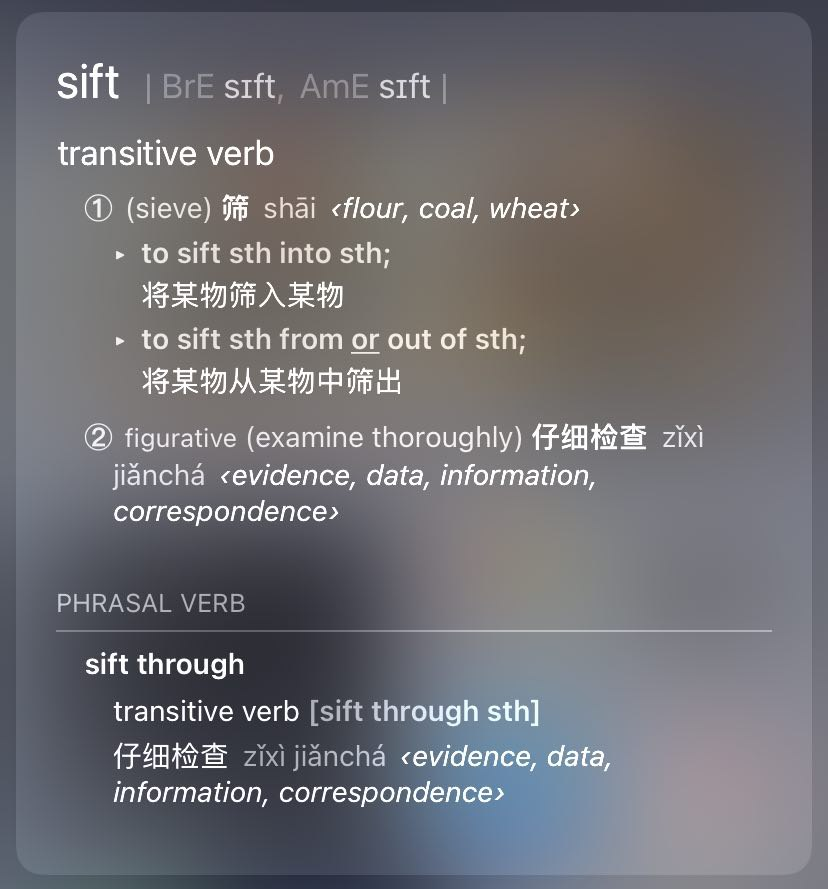 sift | BrE sɪft, AmE sɪft |
transitive verb
① (sieve) 筛 shāi ‹flour, coal, wheat›
▸ to sift sth into sth;
将某物筛入某物
▸ to sift sth from or out of sth;
将某物从某物中筛出
② figurative (examine thoroughly) 仔细检查 zǐxì
jiǎnchá ‹evidence, data, information,
correspondence›
PHRASAL VERB
sift through
transitive verb [sift through sth]
仔细检查 zǐxì jiǎnchá ‹evidence, data,
information, correspondence›